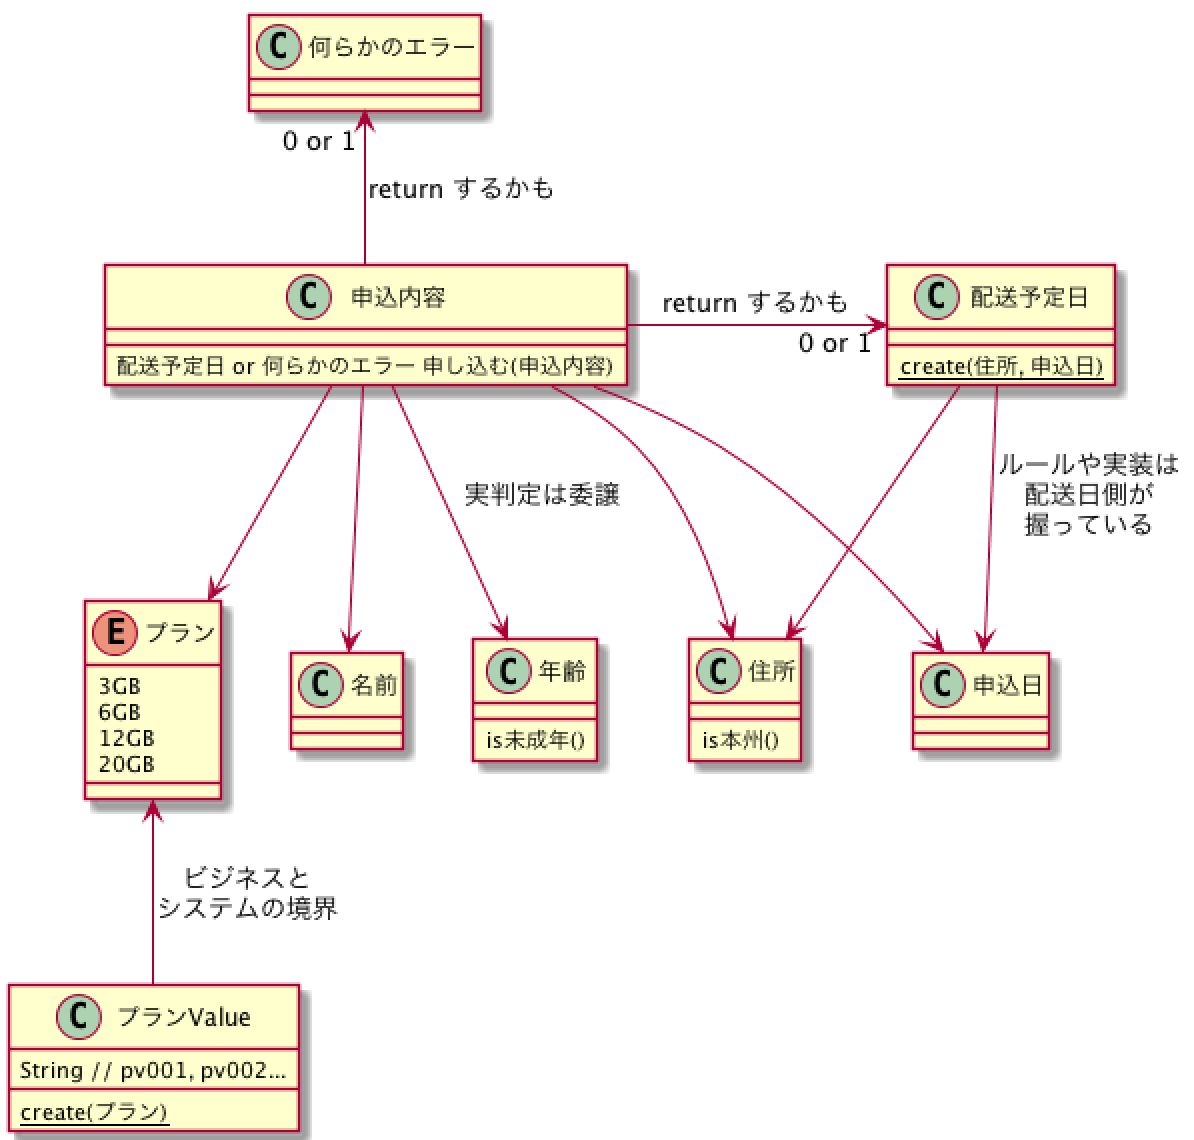 C 何らかのエラー
0 or 1
return するかも
C 申込内容
配送予定日 or 何らかのエラー 申し込む(申込内容)
return するかも
0 or 1
C 配送予定日
create(住所, 申込日)
実判定は委譲
ルールや実装は
配送日側が
握っている
E プラン
3GB
6GB
12GB
20GB
C 名前
C 年齢
is未成年()
C 住所
is本州()
C 申込日
ビジネスと
システムの境界
C プランValue
String // pv001, pv002...
create(プラン)